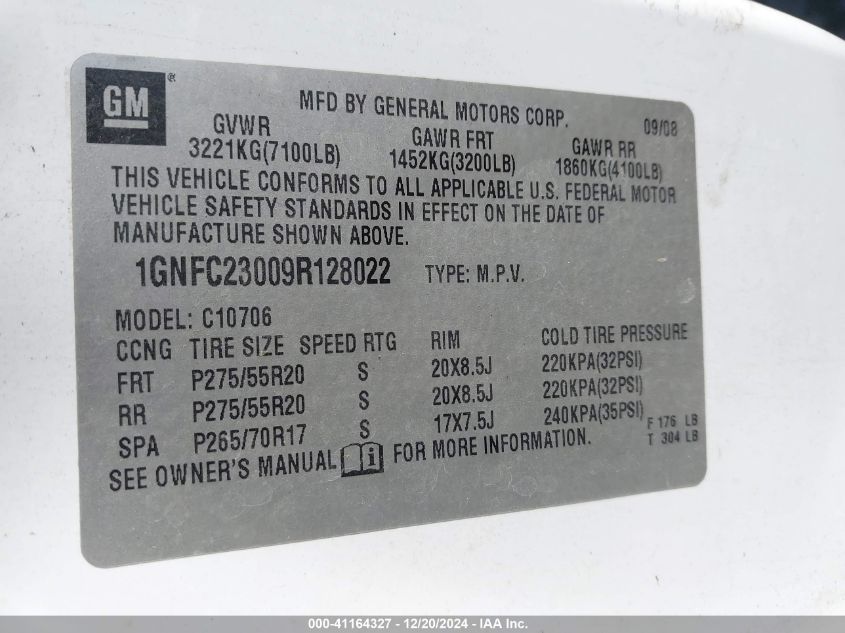 GM®
MFD BY GENERAL MOTORS CORP. 09/08
GVWR GAWR FRT GAWR RR
3221KG(7100LB) 1452KG(3200LB) 1860KG(4100LB)
THIS VEHICLE CONFORMS TO ALL APPLICABLE U.S. FEDERAL MOTOR
VEHICLE SAFETY STANDARDS IN EFFECT ON THE DATE OF
MANUFACTURE SHOWN ABOVE.
1GNFC23009R128022 TYPE: M.P.V.
MODEL: C10706
CCNG TIRE SIZE SPEED RTG RIM COLD TIRE PRESSURE
FRT P275/55R20 S 20X8.5J 220KPA(32PSI)
RR P275/55R20 S 20X8.5J 220KPA(32PSI)
SPA P265/70R17 S 17X7.5J 240KPA(35PSI) F 176 LB
T 304 LB
SEE OWNER'S MANUAL i FOR MORE INFORMATION.
000-41164327 - 12/20/2024 - IAA Inc.